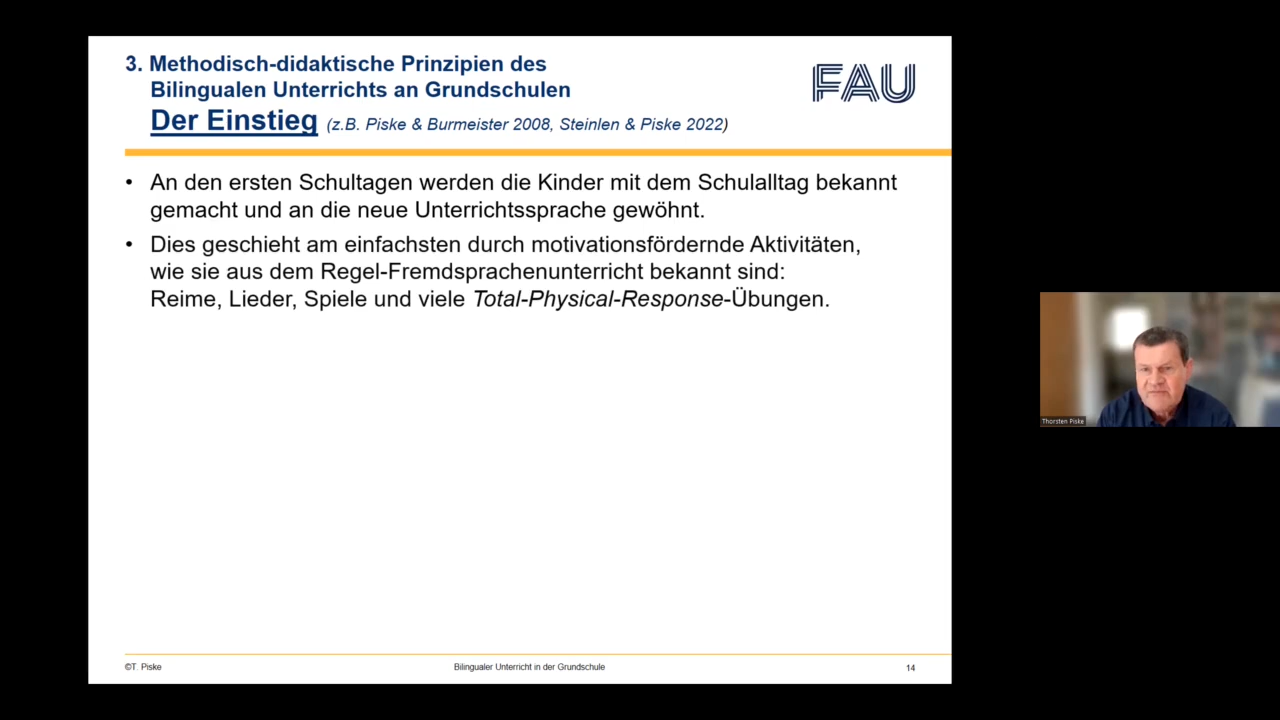 3. Methodisch-didaktische Prinzipien des
Bilingualen Unterrichts an Grundschulen
Der Einstieg (z.B. Piske & Burmeister 2008, Steinlen & Piske 2022)
FAU
• An den ersten Schultagen werden die Kinder mit dem Schulalltag bekannt
gemacht und an die neue Unterrichtssprache gewöhnt.
• Dies geschieht am einfachsten durch motivationsfördernde Aktivitäten,
wie sie aus dem Regel-Fremdsprachenunterricht bekannt sind:
Reime, Lieder, Spiele und viele Total-Physical-Response-Übungen.
Thorsten Piske
©T. Piske
Bilingualer Unterricht in der Grundschule
14